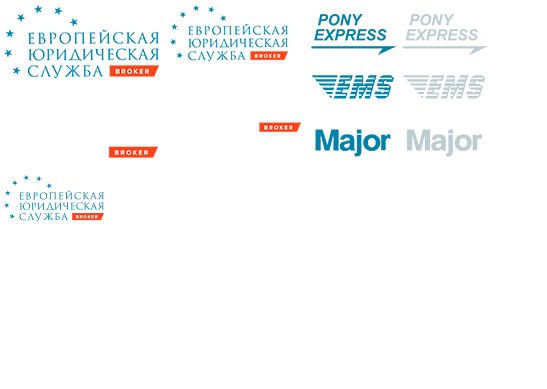 ЕВРОПЕЙСКАЯ
ЮРИДИЧЕСКАЯ
СЛУЖБА BROKER
ЕВРОПЕЙСКАЯ
ЮРИДИЧЕСКАЯ
СЛУЖБА BROKER
PONY
EXPRESS
PONY
EXPRESS
EMS
EMS
BROKER
BROKER
Major
Major
ЕВРОПЕЙСКАЯ
ЮРИДИЧЕСКАЯ
СЛУЖБА BROKER